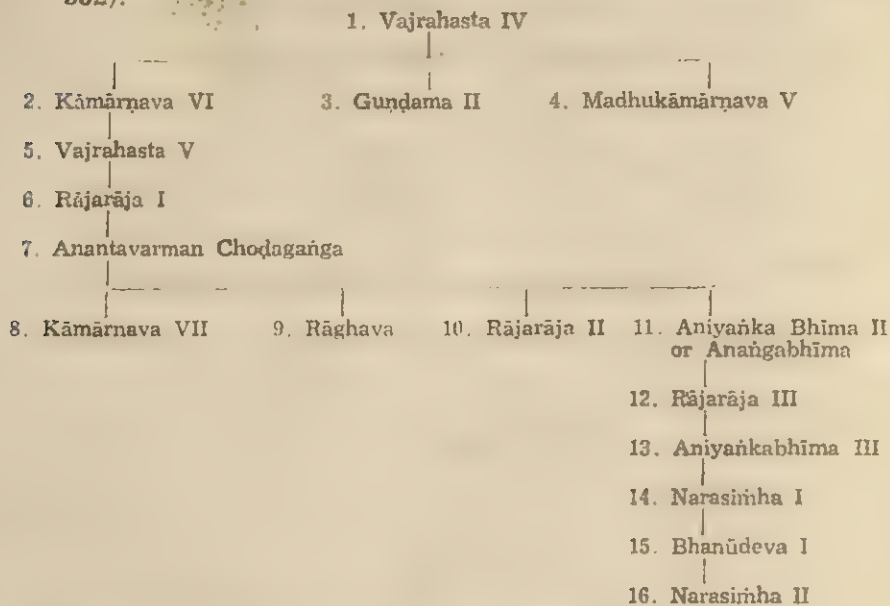 1. Vajrahasta IV
2. Kāmārṇava VI 3. Guṇḍama II 4. Madhukāmārṇava V
5. Vajrahasta V
6. Rājarāja I
7. Anantavarman Choḍagaṅga
8. Kāmārnava VII 9. Rāghava 10. Rājarāja II 11. Aniyaṅka Bhīma II
or Anaṅgabhīma
12. Rājarāja III
13. Aniyaṅkabhīma III
14. Narasiṁha I
15. Bhanūdeva I
16. Narasiṁha II